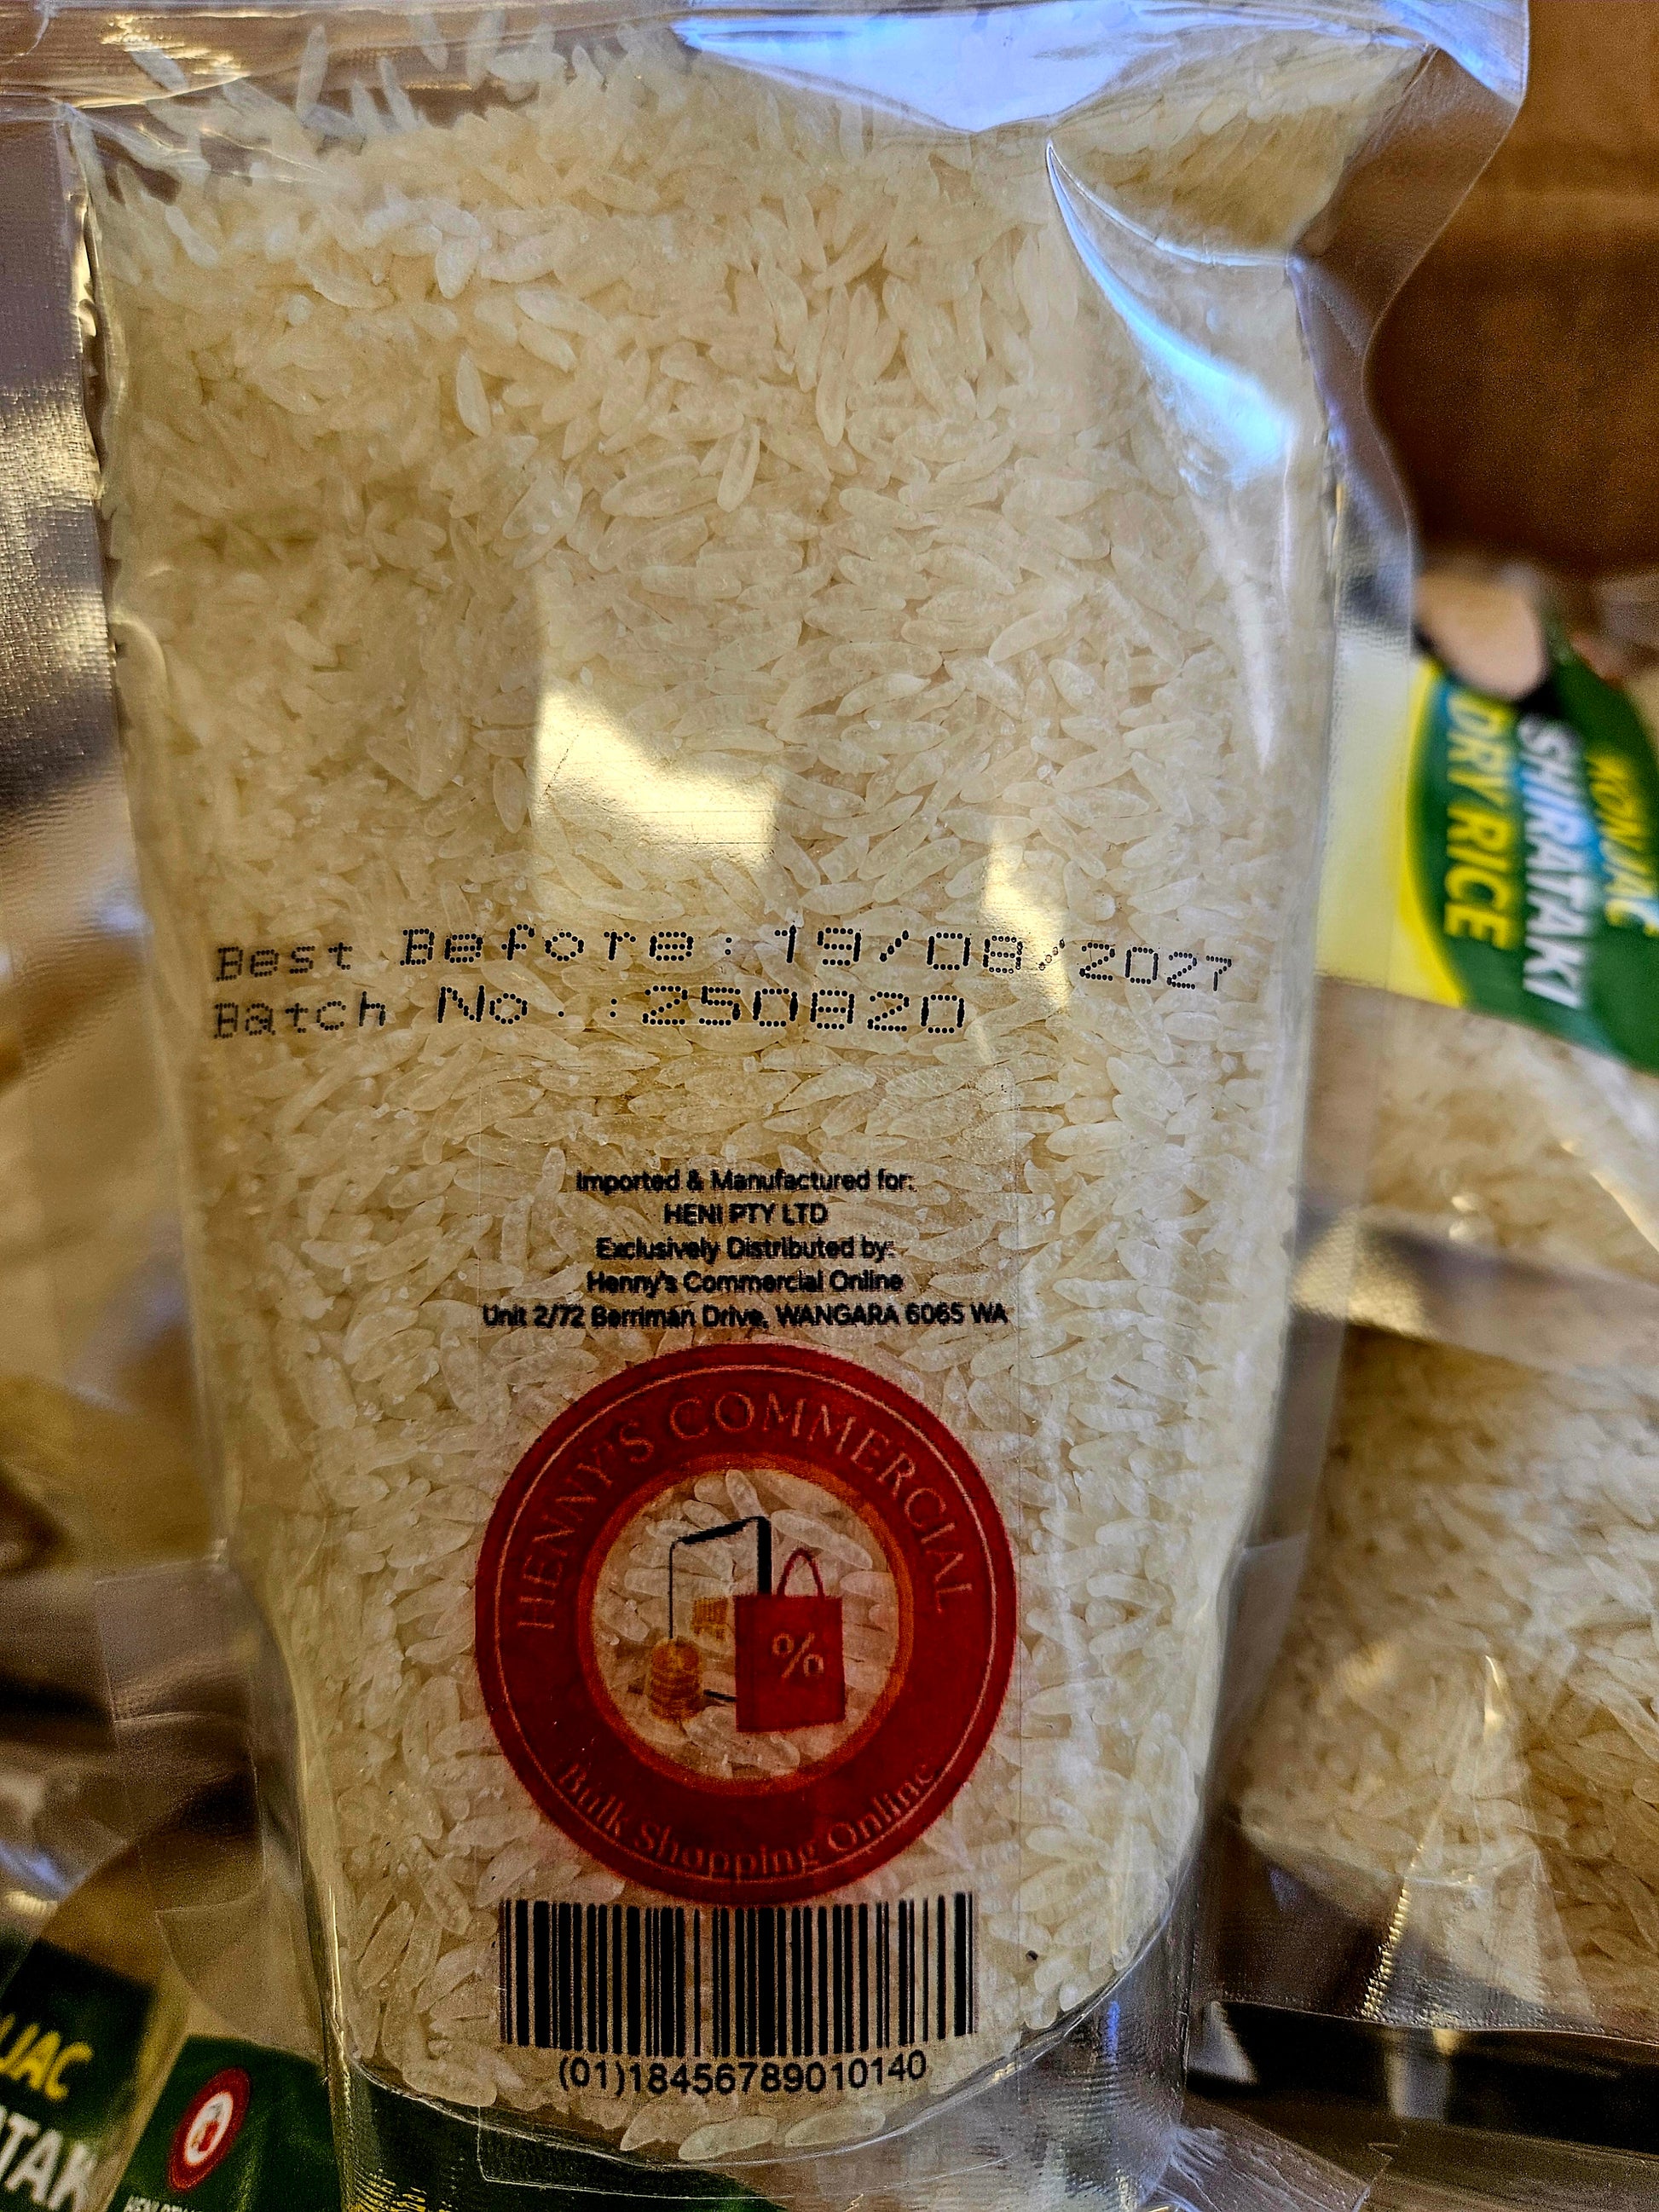 Best Before: 19/08/2027
Batch No. :250820
Imported & Manufactured for:
HENI PTY LTD
Exclusively Distributed by:
Henny's Commercial Online
Unit 2/72 Berriman Drive, WANGARA 6065 WA
HENNY'S COMMERCIAL
%
Bulk Shopping Online
(01)18456789010140
KONJAC
SHIRATAKI
DRY RICE